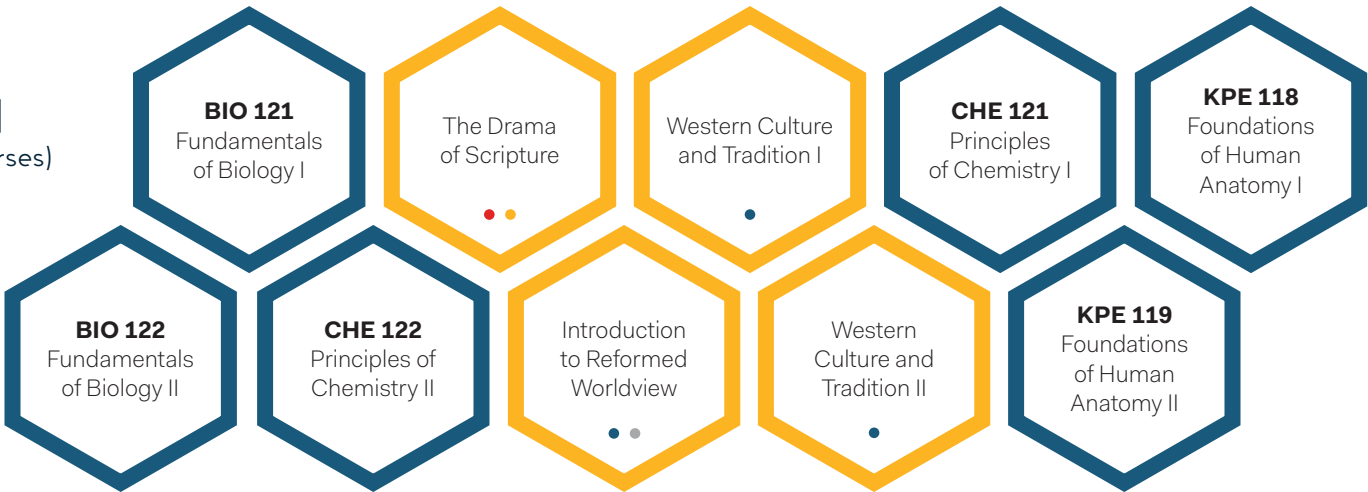 rses)
BIO 121
Fundamentals
of Biology I
The Drama
of Scripture
Western Culture
and Tradition I
CHE 121
Principles
of Chemistry I
KPE 118
Foundations
of Human
Anatomy I
BIO 122
Fundamentals
of Biology II
CHE 122
Principles of
Chemistry II
Introduction
to Reformed
Worldview
Western
Culture and
Tradition II
KPE 119
Foundations
of Human
Anatomy II